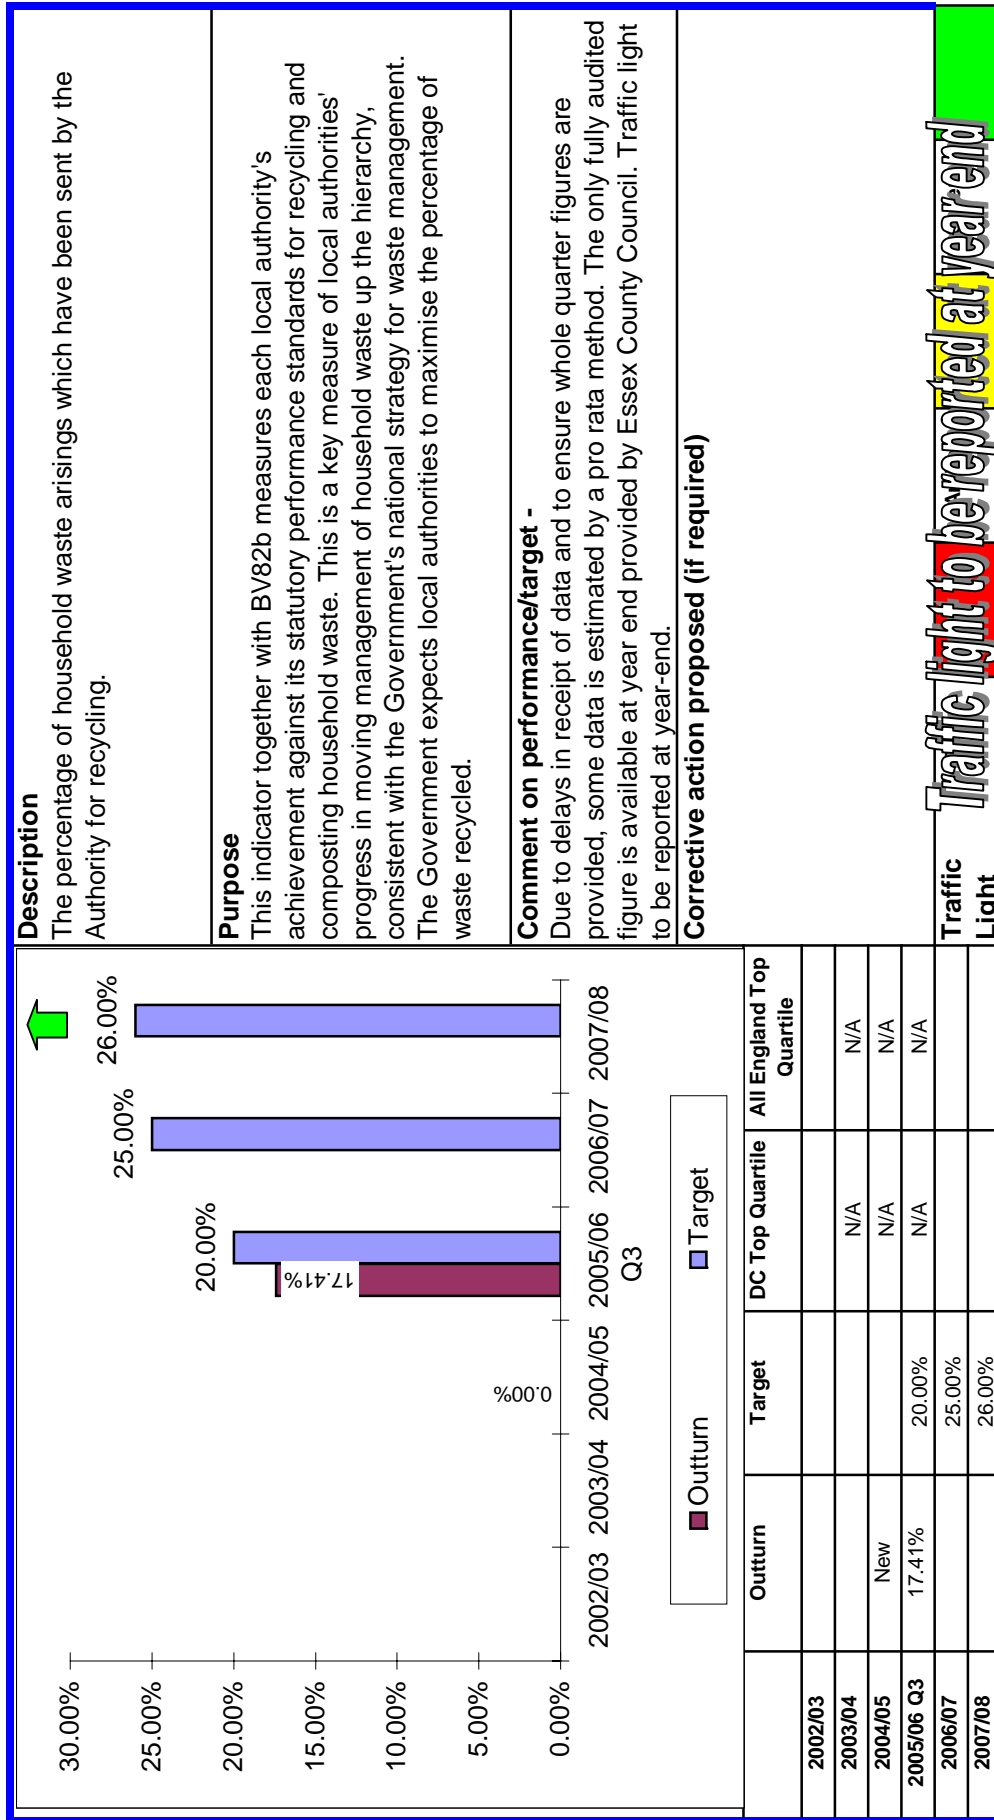 30.00%
25.00%
20.00%
15.00%
10.00%
5.00%
0.00%
0.00%
17.41%
20.00%
25.00%
26.00%
2002/03 2003/04 2004/05 2005/06 2006/07 2007/08
Q3
Outturn Target
Outturn Target DC Top Quartile All England Top
Quartile
2002/03
2003/04 N/A N/A
2004/05 New N/A N/A
2005/06 Q3 17.41% 20.00% N/A N/A
2006/07 25.00%
2007/08 26.00%
Description
The percentage of household waste arisings which have been sent by the
Authority for recycling.
Purpose
This indicator together with BV82b measures each local authority's
achievement against its statutory performance standards for recycling and
composting household waste. This is a key measure of local authorities'
progress in moving management of household waste up the hierarchy,
consistent with the Government's national strategy for waste management.
The Government expects local authorities to maximise the percentage of
waste recycled.
Comment on performance/target -
Due to delays in receipt of data and to ensure whole quarter figures are
provided, some data is estimated by a pro rata method. The only fully audited
figure is available at year end provided by Essex County Council. Traffic light
to be reported at year-end.
Corrective action proposed (if required)
Traffic
Light
Traffic light to be reported at year end